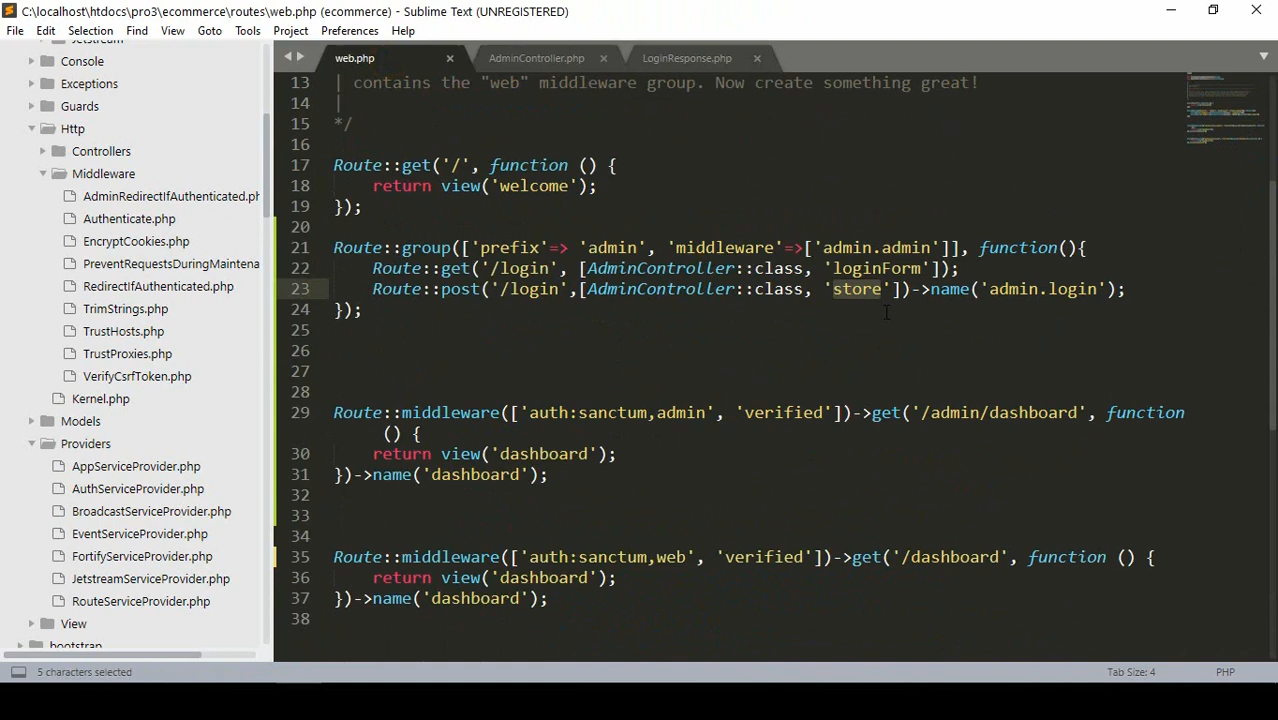 C:\localhost\htdocs\pro3\ecommerce\routes\web.php (ecommerce) - Sublime Text (UNREGISTERED)
File Edit Selection Find View Goto Tools Project Preferences Help
Jetstream
Console
Exceptions
Guards
Http
Controllers
Middleware
AdminRedirectIfAuthenticated.ph
Authenticate.php
EncryptCookies.php
PreventRequestsDuringMaintena
RedirectIfAuthenticated.php
TrimStrings.php
TrustHosts.php
TrustProxies.php
VerifyCsrfToken.php
Kernel.php
Models
Providers
AppServiceProvider.php
AuthServiceProvider.php
BroadcastServiceProvider.php
EventServiceProvider.php
FortifyServiceProvider.php
JetstreamServiceProvider.php
RouteServiceProvider.php
View
bootstrap
web.php AdminController.php LoginResponse.php
13 | contains the "web" middleware group. Now create something great!
14 |
15 */
16
17 Route::get('/', function () {
18 return view('welcome');
19 });
20
21 Route::group(['prefix'=> 'admin', 'middleware'=>['admin.admin']], function(){
22 Route::get('/login', [AdminController::class, 'loginForm']);
23 Route::post('/login',[AdminController::class, 'store'])->name('admin.login');
24 });
25
26
27
28
29 Route::middleware(['auth:sanctum,admin', 'verified'])->get('/admin/dashboard', function
() {
30 return view('dashboard');
31 })->name('dashboard');
32
33
34
35 Route::middleware(['auth:sanctum,web', 'verified'])->get('/dashboard', function () {
36 return view('dashboard');
37 })->name('dashboard');
38
5 characters selected Tab Size: 4 PHP